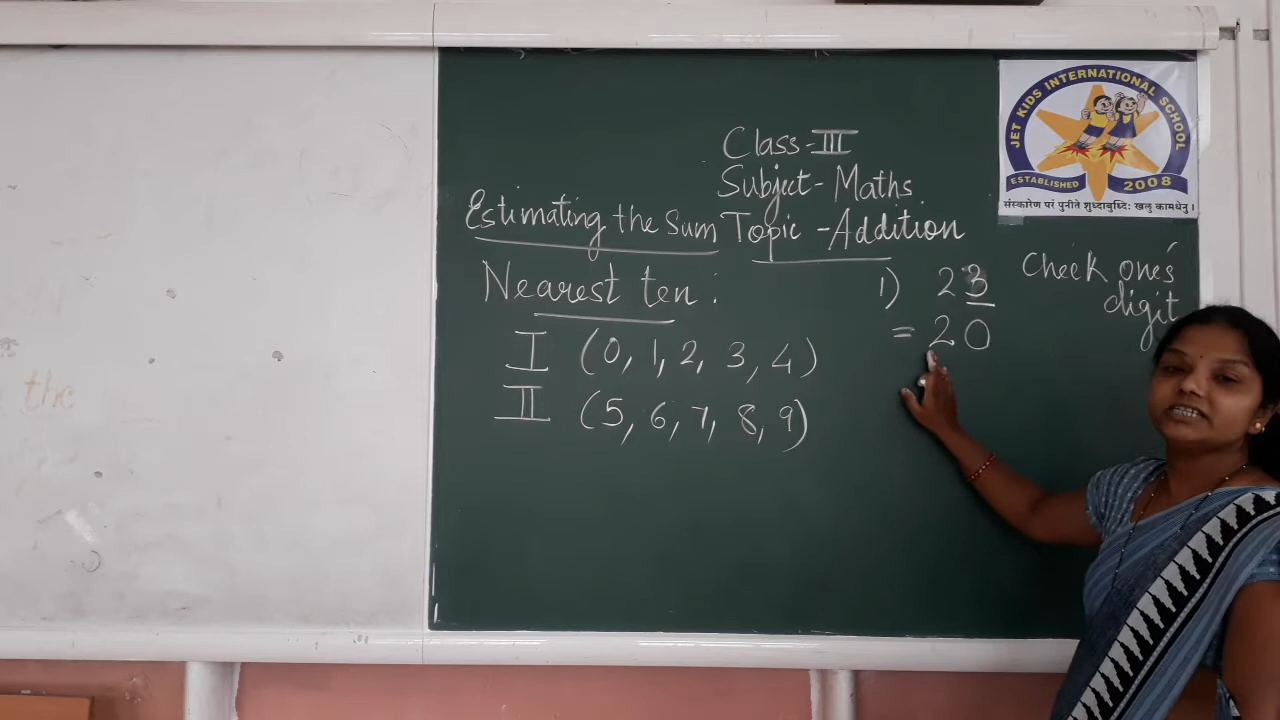 JET KIDS INTERNATIONAL SCHOOL
ESTABLISHED 2008
संस्कारेण परं पुनीते शुध्दाबुध्दिः खलु कामधेनु ।
Class-III
Subject- Maths
Estimating the Sum Topic -Addition
Nearest ten :
I (0, 1, 2, 3, 4)
II (5, 6, 7, 8, 9)
1) 23
= 20
Check one's
digit
the